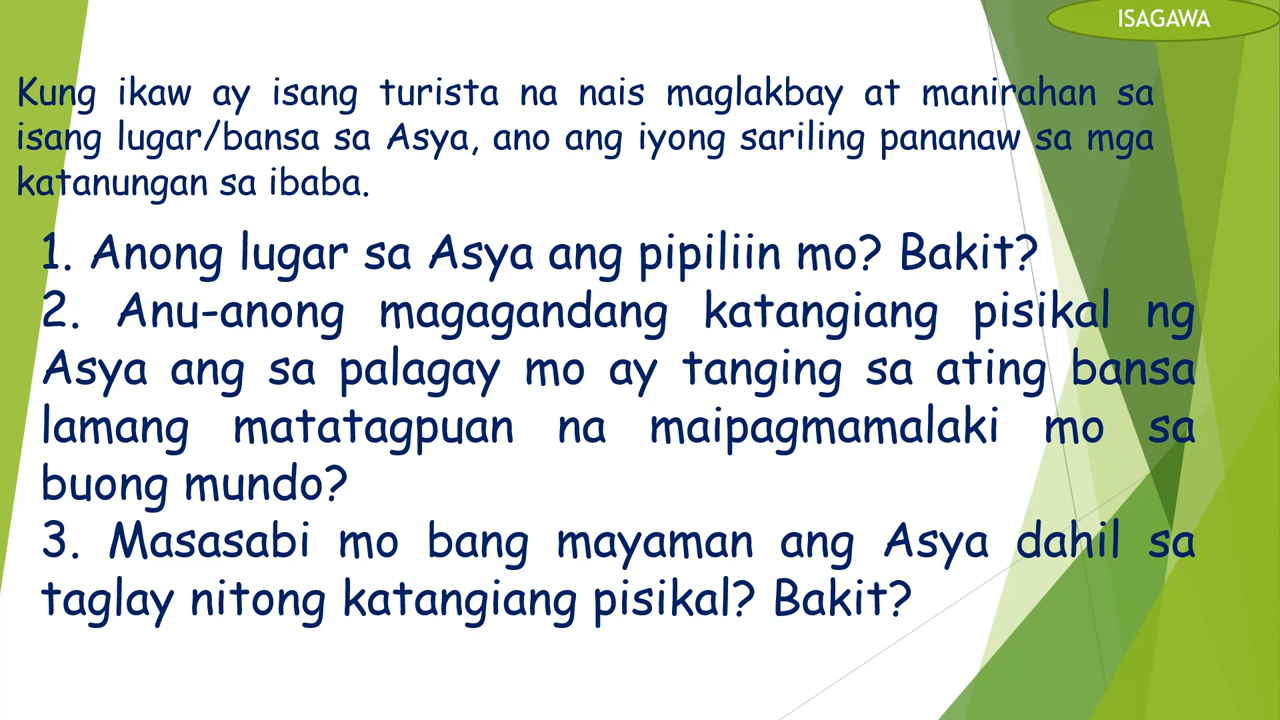 ISAGAWA
Kung ikaw ay isang turista na nais maglakbay at manirahan sa
isang lugar/bansa sa Asya, ano ang iyong sariling pananaw sa mga
katanungan sa ibaba.
1. Anong lugar sa Asya ang pipiliin mo? Bakit?
2. Anu-anong magagandang katangiang pisikal ng
Asya ang sa palagay mo ay tanging sa ating bansa
lamang matatagpuan na maipagmamalaki mo sa
buong mundo?
3. Masasabi mo bang mayaman ang Asya dahil sa
taglay nitong katangiang pisikal? Bakit?